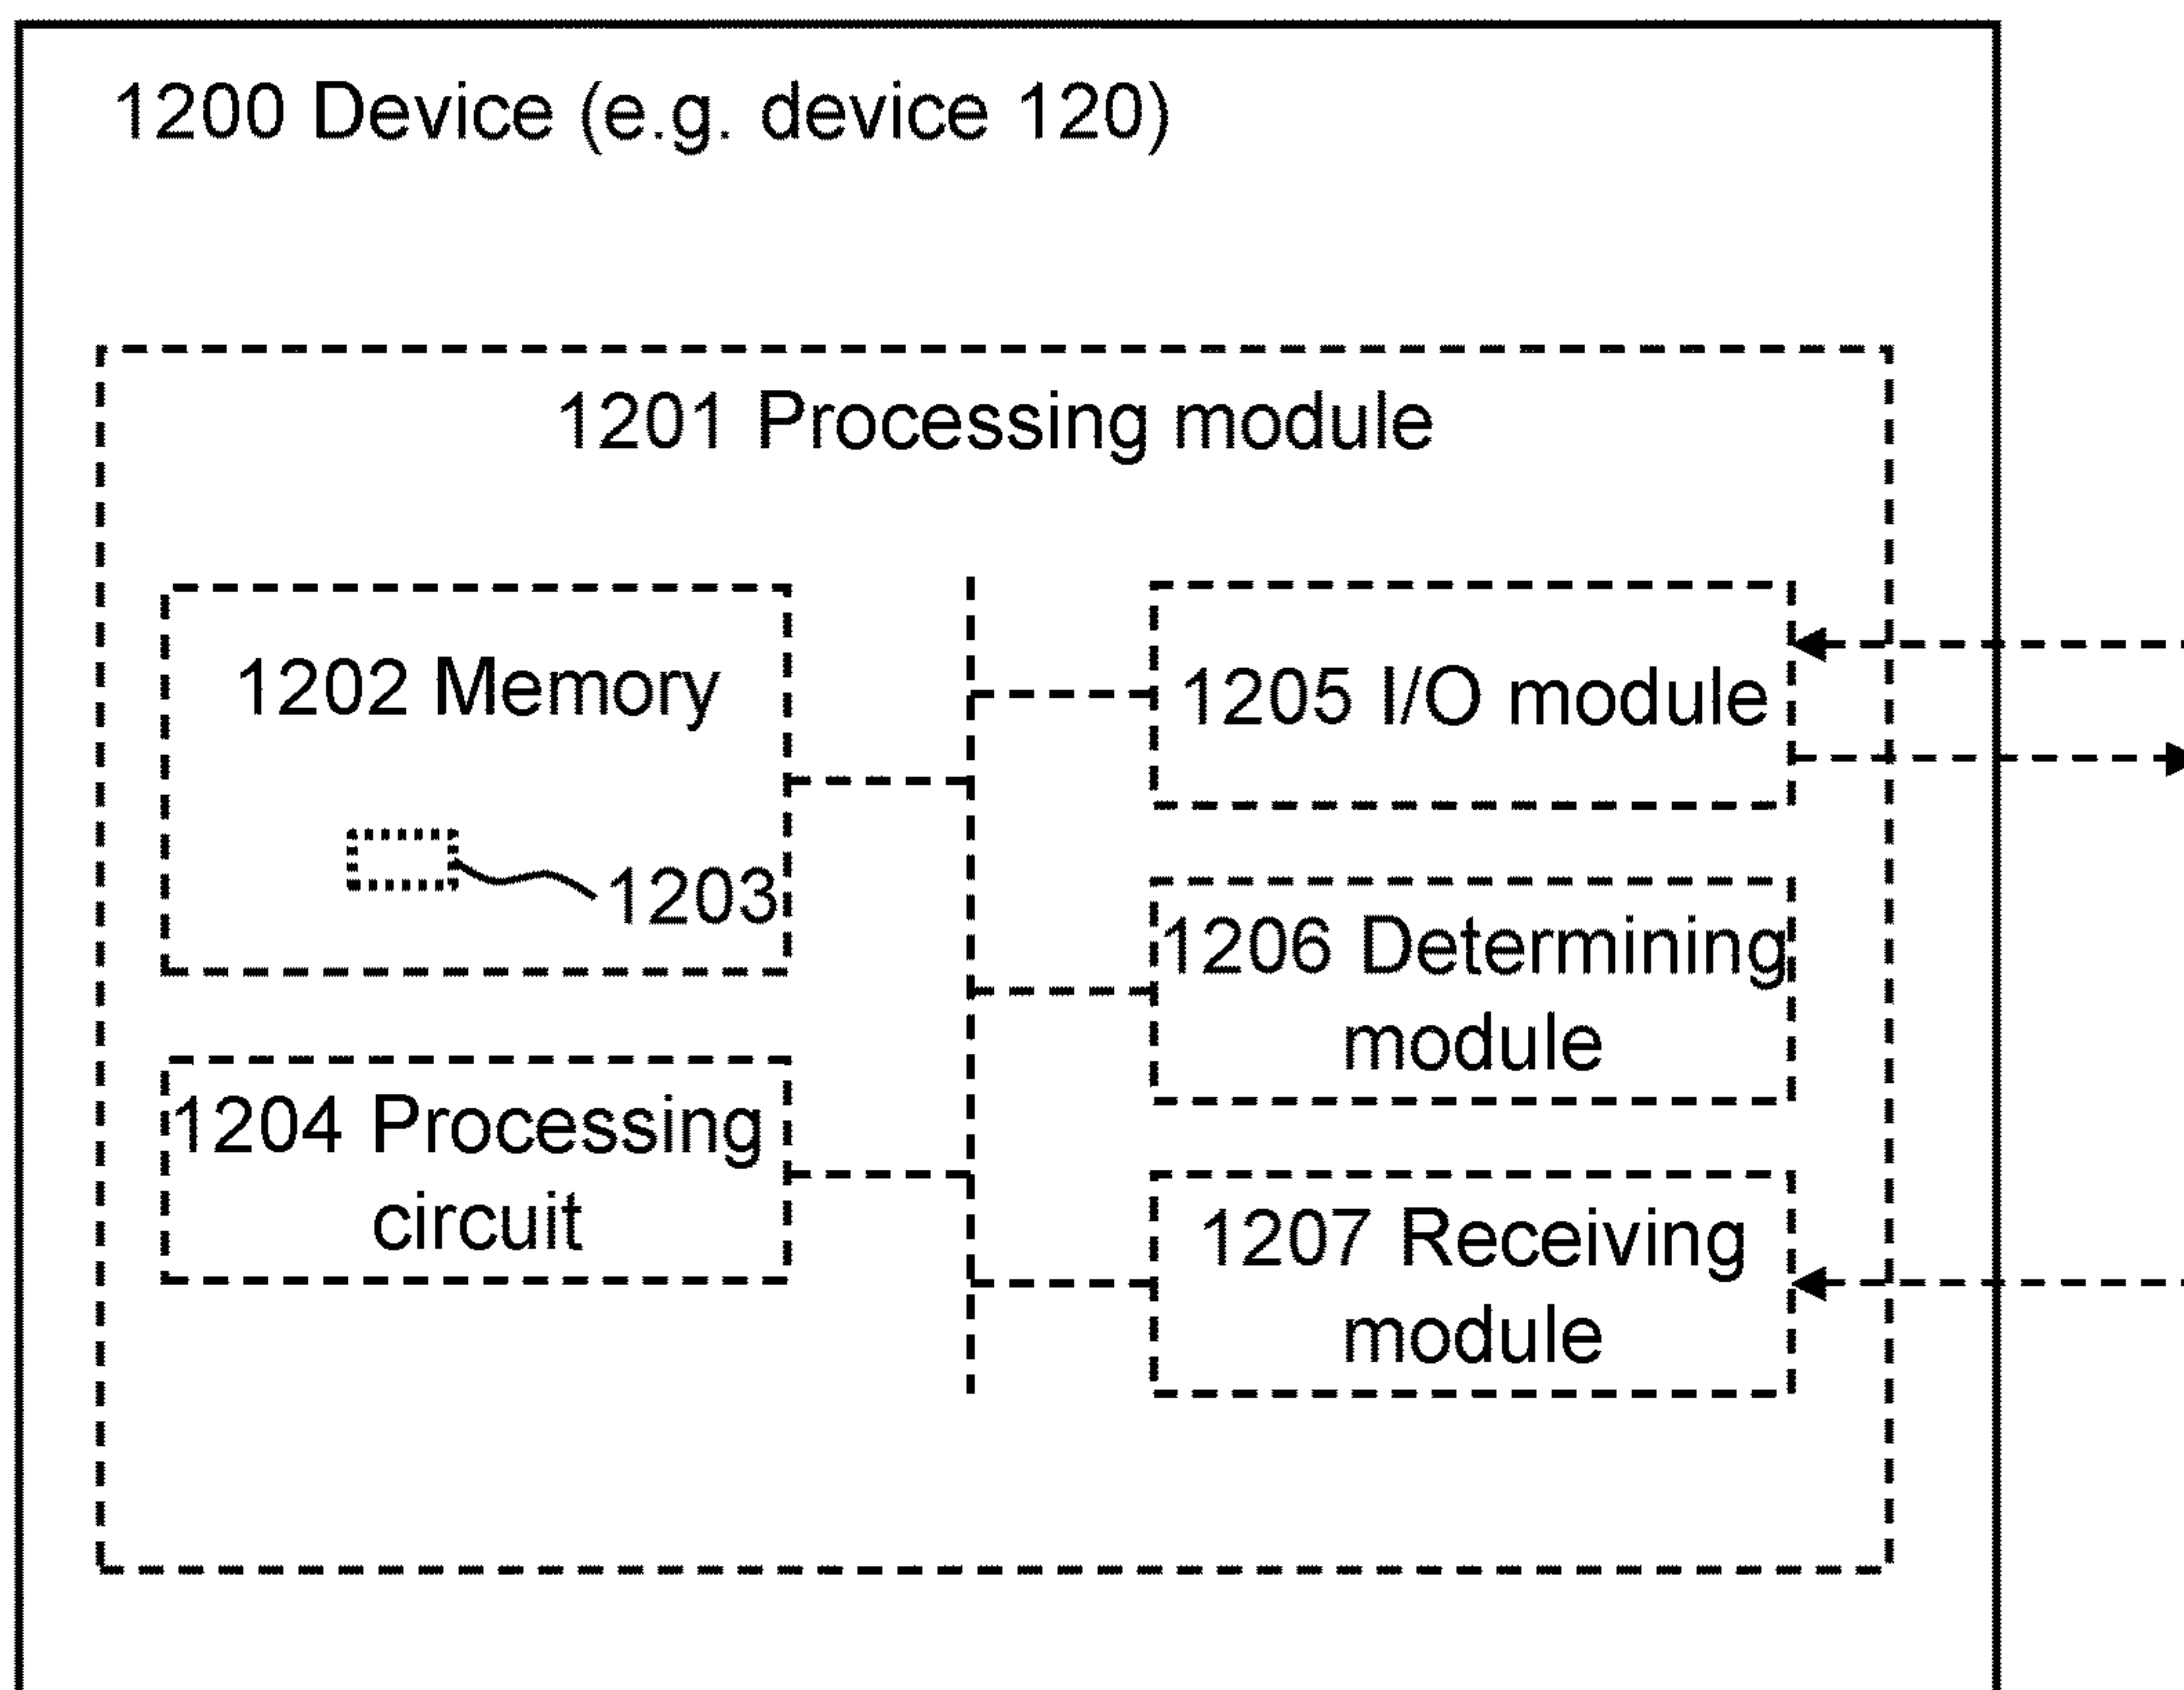 1200 Device (e.g. device 120)
1201 Processing module
1202 Memory
1203
1204 Processing
circuit
1205 I/O module
1206 Determining
module
1207 Receiving
module